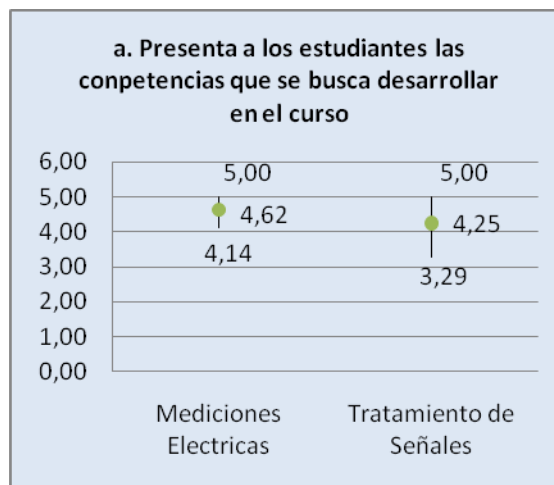 a. Presenta a los estudiantes las
conpetencias que se busca desarrollar
en el curso
6,00
5,00
4,00
3,00
2,00
1,00
0,00
5,00
4,62
4,14
5,00
4,25
3,29
Mediciones
Electricas
Tratamiento de
Señales